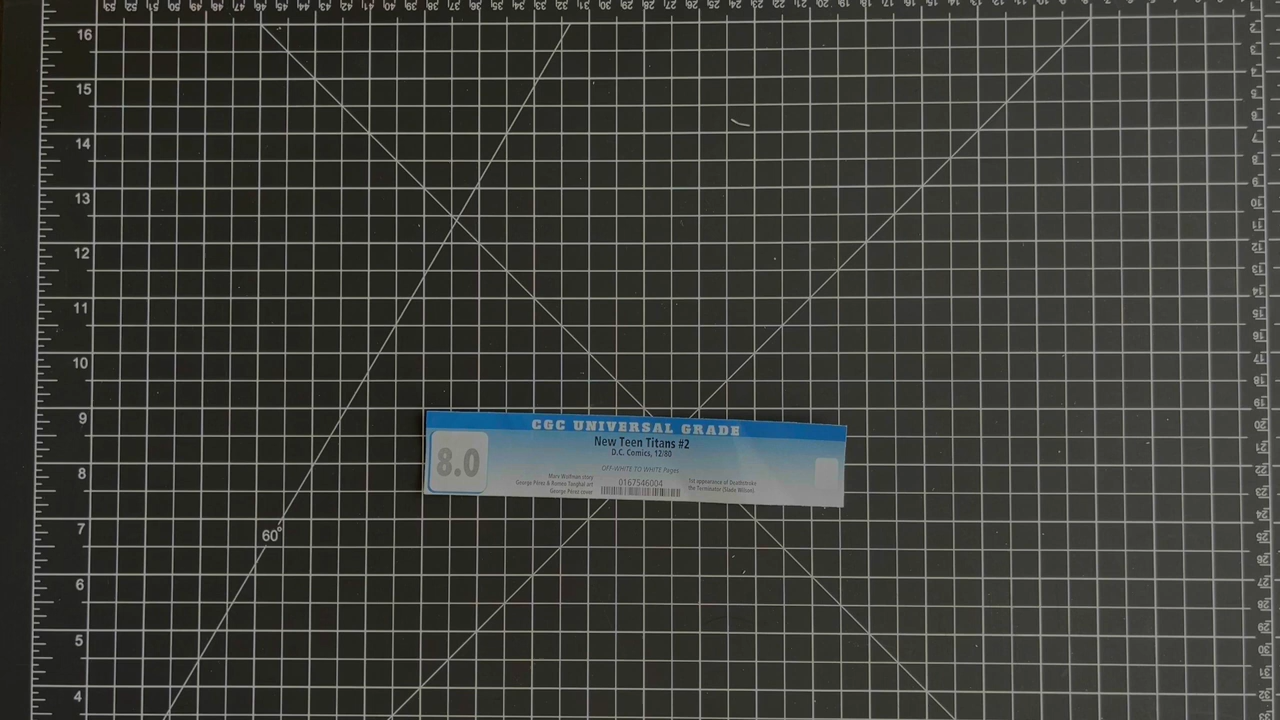 16
15
14
13
12
11
10
9
8
7
6
5
4
60°
CGC UNIVERSAL GRADE
New Teen Titans #2
D.C. Comics, 12/80
8.0
OFF-WHITE TO WHITE Pages
Marv Wolfman story
George Pérez & Romeo Tanghal art
George Pérez cover
0167546004
1st appearance of Deathstroke
the Terminator (Slade Wilson)